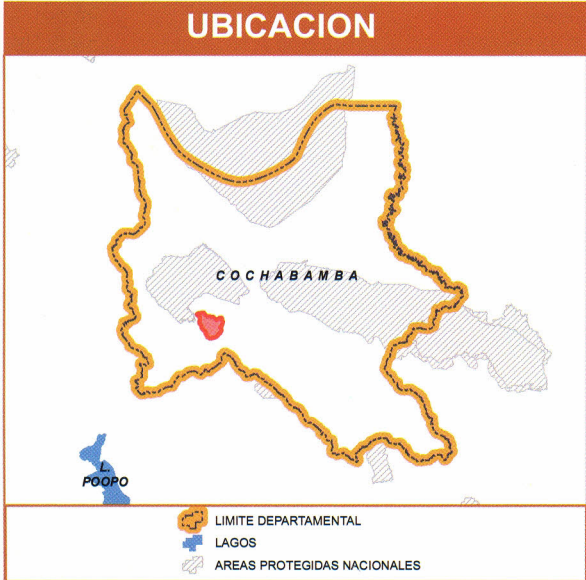 UBICACION
COCHABAMBA
L.
POOPO
LIMITE DEPARTAMENTAL
LAGOS
AREAS PROTEGIDAS NACIONALES